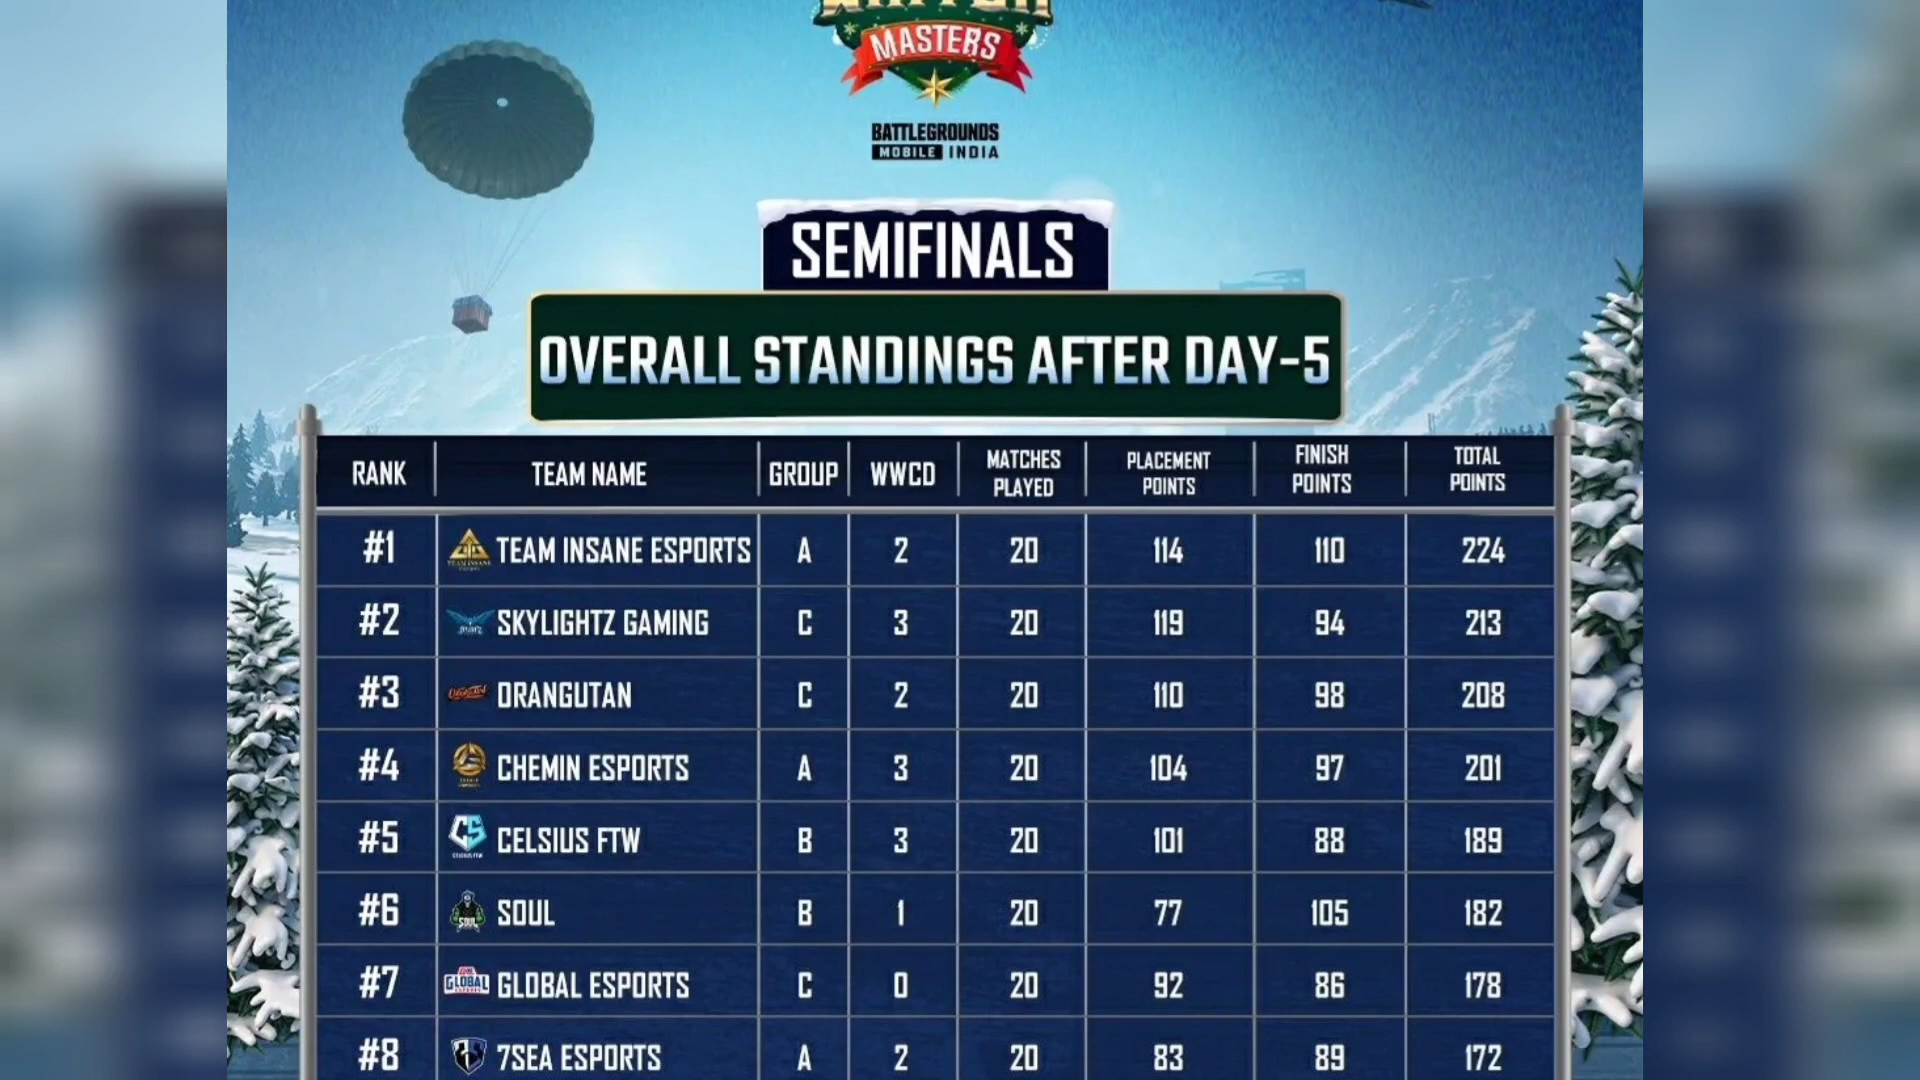 MASTERS
BATTLEGROUNDS
MOBILE INDIA
SEMIFINALS
OVERALL STANDINGS AFTER DAY-5
RANK TEAM NAME GROUP WWCD MATCHES PLAYED PLACEMENT POINTS FINISH POINTS TOTAL POINTS
#1 TEAM INSANE ESPORTS A 2 20 114 110 224
#2 SKYLIGHTZ GAMING C 3 20 119 94 213
#3 ORANGUTAN C 2 20 110 98 208
#4 CHEMIN ESPORTS A 3 20 104 97 201
#5 CELSIUS FTW B 3 20 101 88 189
#6 SOUL B 1 20 77 105 182
#7 GLOBAL GLOBAL ESPORTS C 0 20 92 86 178
#8 7SEA ESPORTS A 2 20 83 89 172